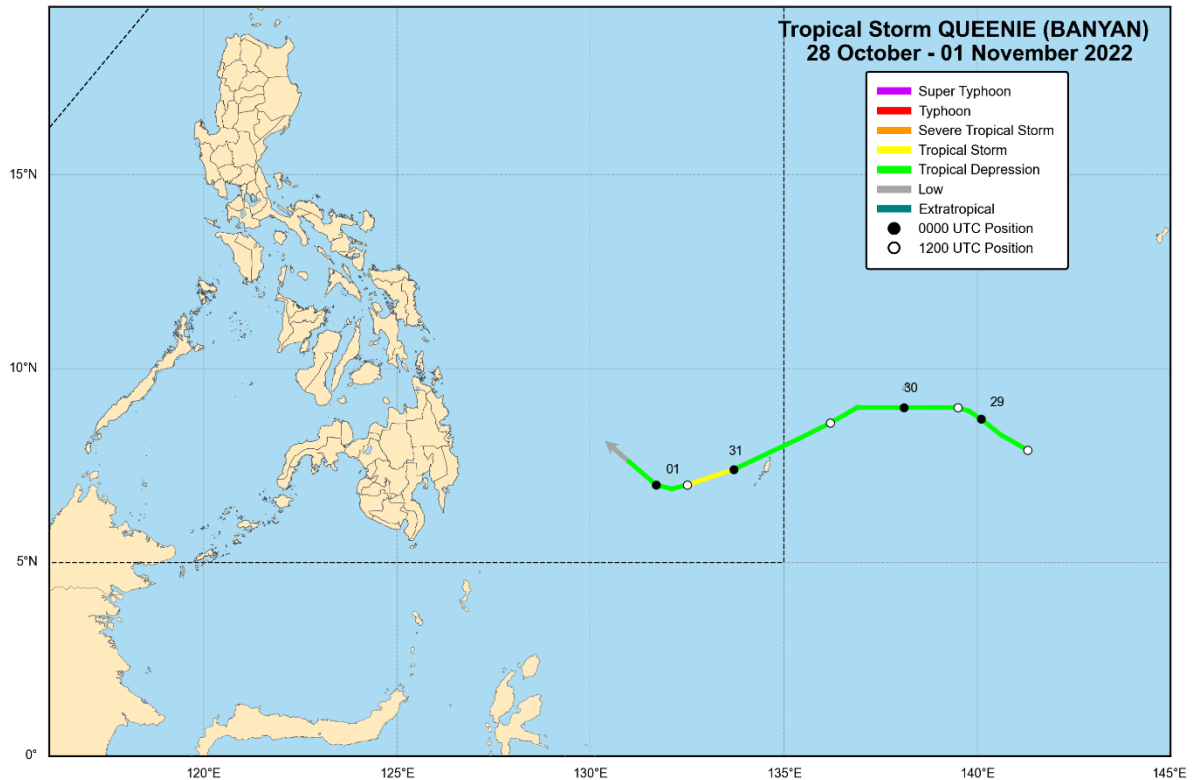 Tropical Storm QUEENIE (BANYAN)
28 October - 01 November 2022
Super Typhoon
Typhoon
Severe Tropical Storm
Tropical Storm
Tropical Depression
Low
Extratropical
0000 UTC Position
1200 UTC Position
15°N
10°N
5°N
0°
30
29
31
01
120°E
125°E
130°E
135°E
140°E
145°E